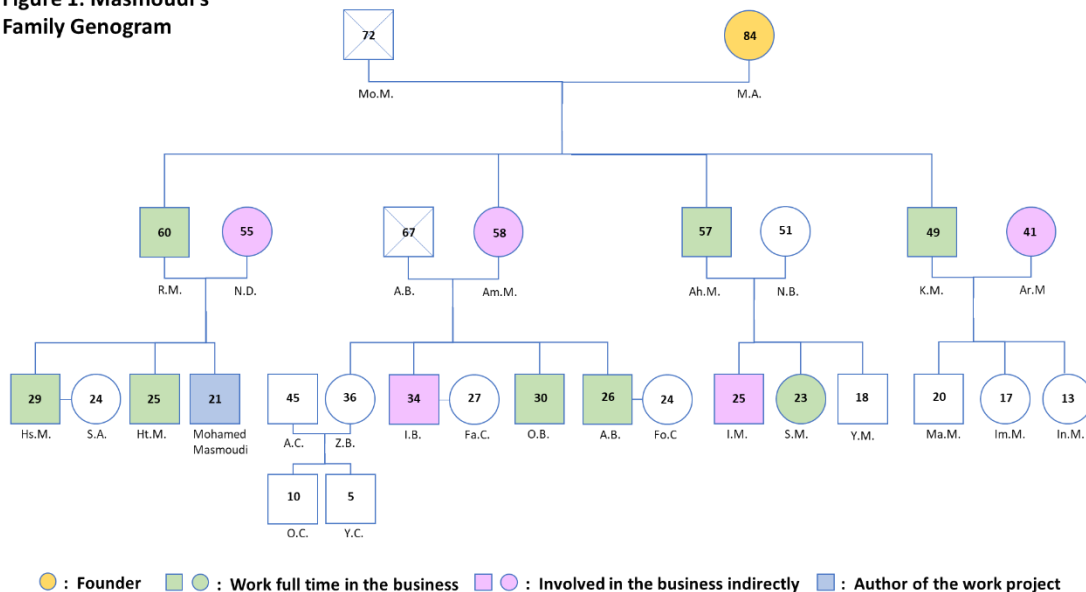 Figure 1: Masmoudi's
Family Genogram
72 84
Mo.M. M.A.
60 55 67 58 57 51 49 41
R.M. N.D. A.B. Am.M. Ah.M. N.B. K.M. Ar.M
29 24 25 21 45 36 34 27 30 26 24 25 23 18 20 17 13
Hs.M. S.A. Ht.M. Mohamed Masmoudi A.C. Z.B. I.B. Fa.C. O.B. A.B. Fo.C I.M. S.M. Y.M. Ma.M. Im.M. In.M.
10 5
O.C. Y.C.
: Founder : Work full time in the business : Involved in the business indirectly : Author of the work project